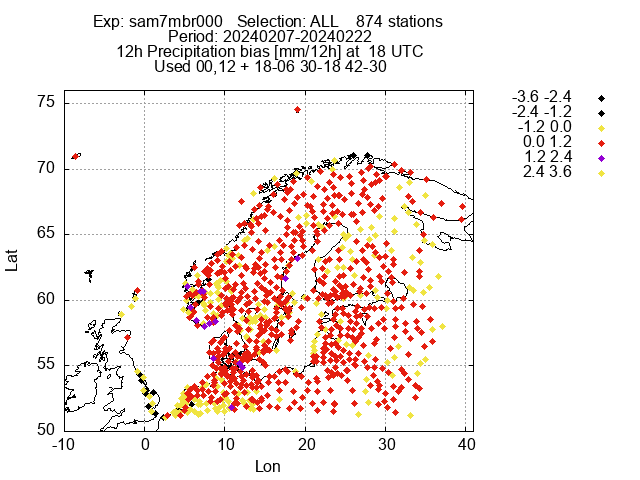 Exp: sam7mbr000 Selection: ALL 874 stations
Period: 20240207-20240222
12h Precipitation bias [mm/12h] at 18 UTC
Used 00,12 + 18-06 30-18 42-30
-3.6 -2.4
-2.4 -1.2
-1.2 0.0
0.0 1.2
1.2 2.4
2.4 3.6
75
70
65
60
55
50
Lat
-10 0 10 20 30 40
Lon